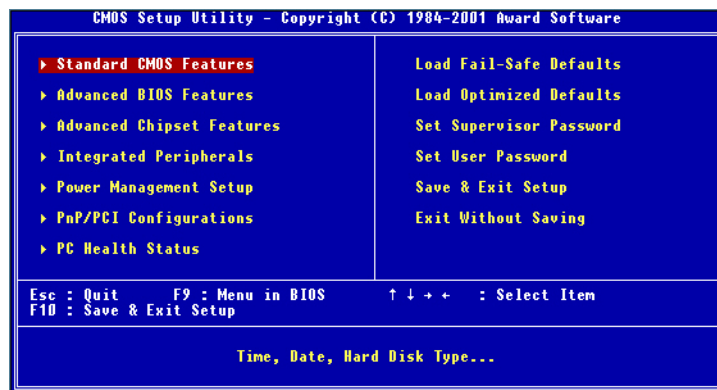 CMOS Setup Utility - Copyright (C) 1984-2001 Award Software
▸ Standard CMOS Features
▸ Advanced BIOS Features
▸ Advanced Chipset Features
▸ Integrated Peripherals
▸ Power Management Setup
▸ PnP/PCI Configurations
▸ PC Health Status
Load Fail-Safe Defaults
Load Optimized Defaults
Set Supervisor Password
Set User Password
Save & Exit Setup
Exit Without Saving
Esc : Quit F9 : Menu in BIOS ↑ ↓ → ← : Select Item
F10 : Save & Exit Setup
Time, Date, Hard Disk Type...